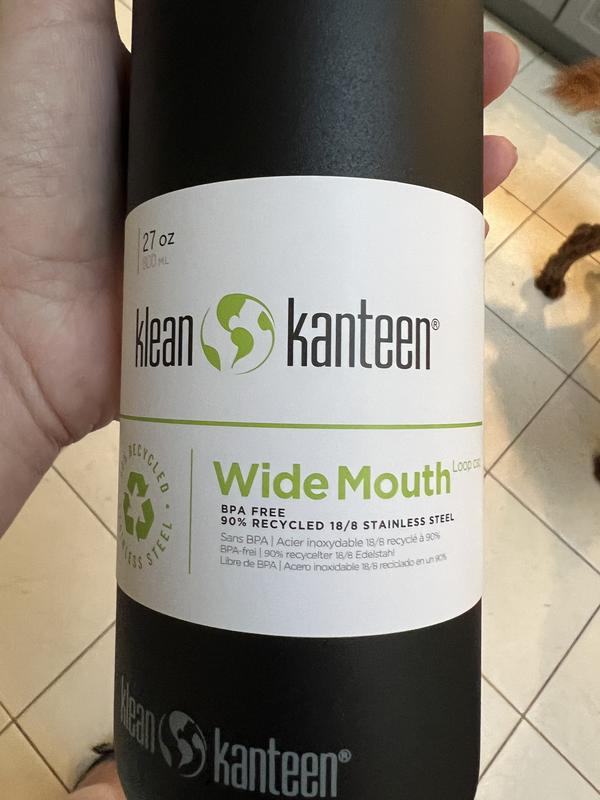 27 oz
800 ML
klean kanteen®
RECYCLED • STAINLESS STEEL •
Wide Mouth Loop cap
BPA FREE
90% RECYCLED 18/8 STAINLESS STEEL
Sans BPA | Acier inoxydable 18/8 recyclé à 90%
BPA-frei | 90% recycelter 18/8 Edelstahl
Libre de BPA | Acero inoxidable 18/8 reciclado en un 90%
klean kanteen®